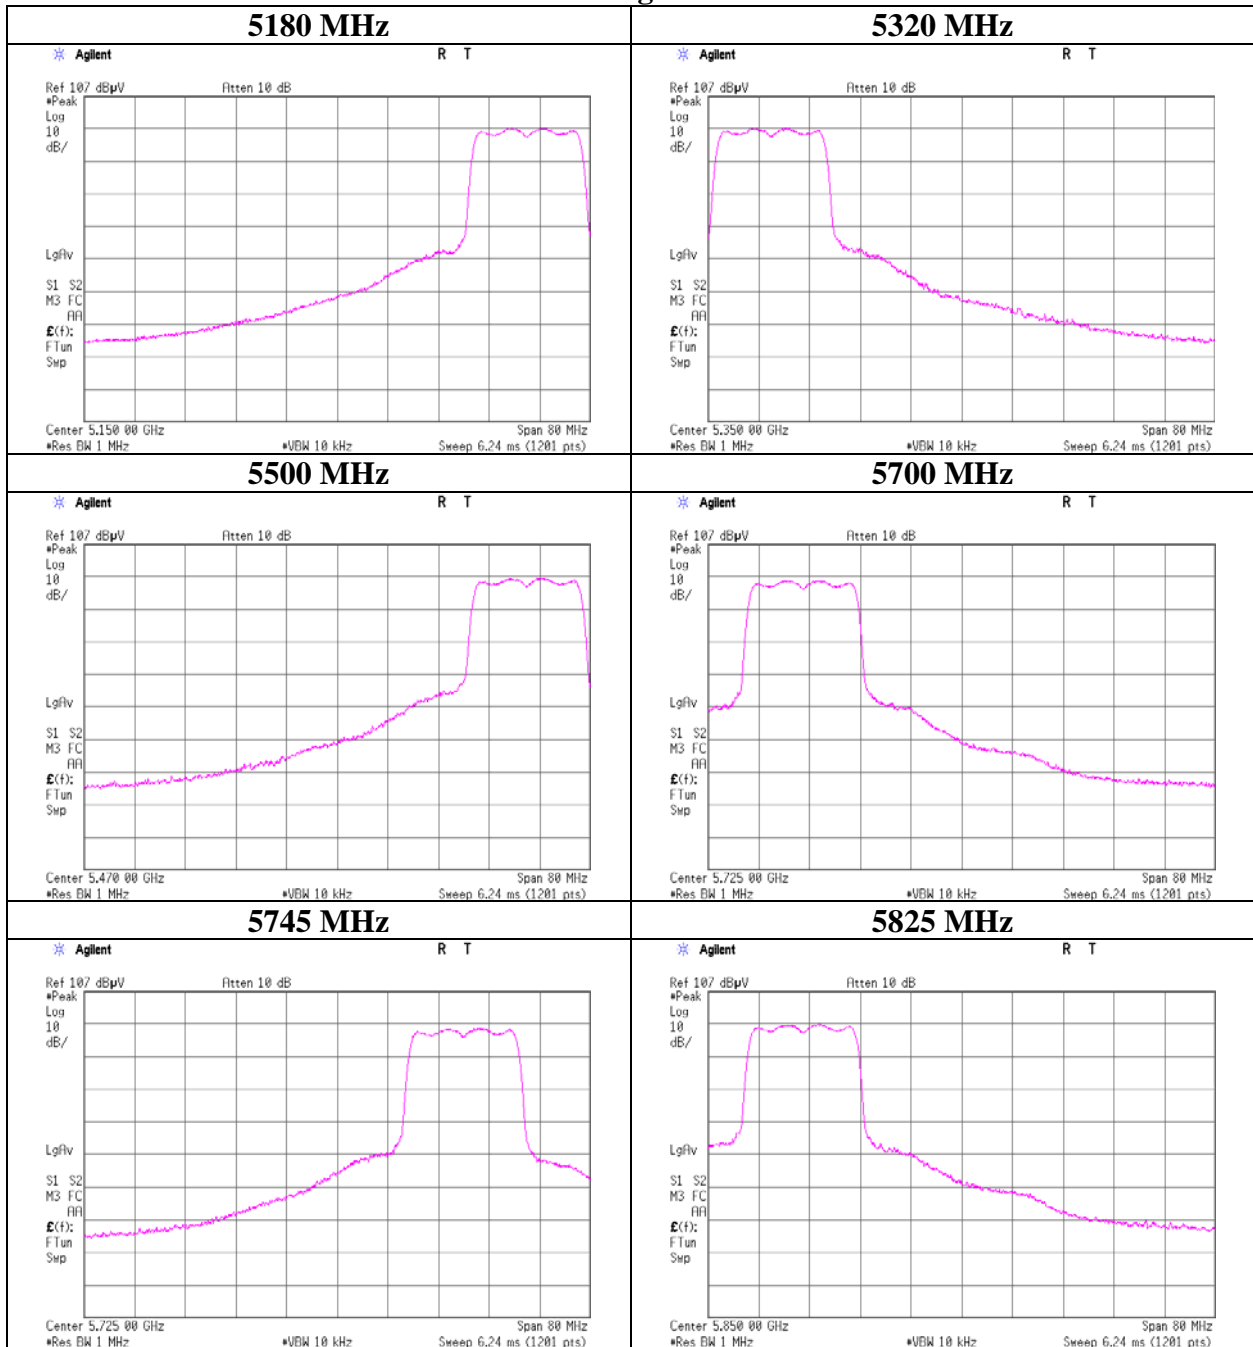 5180 MHz
5320 MHz
Agilent R T
Ref 107 dBµV Atten 10 dB
#Peak
Log
10
dB/
LgAv
S1 S2
M3 FC
AA
£(f):
FTun
Swp
Center 5.150 00 GHz Span 80 MHz
#Res BW 1 MHz #VBW 10 kHz Sweep 6.24 ms (1201 pts)
Agilent R T
Ref 107 dBµV Atten 10 dB
#Peak
Log
10
dB/
LgAv
S1 S2
M3 FC
AA
£(f):
FTun
Swp
Center 5.350 00 GHz Span 80 MHz
#Res BW 1 MHz #VBW 10 kHz Sweep 6.24 ms (1201 pts)
5500 MHz
5700 MHz
Agilent R T
Ref 107 dBµV Atten 10 dB
#Peak
Log
10
dB/
LgAv
S1 S2
M3 FC
AA
£(f):
FTun
Swp
Center 5.470 00 GHz Span 80 MHz
#Res BW 1 MHz #VBW 10 kHz Sweep 6.24 ms (1201 pts)
Agilent R T
Ref 107 dBµV Atten 10 dB
#Peak
Log
10
dB/
LgAv
S1 S2
M3 FC
AA
£(f):
FTun
Swp
Center 5.725 00 GHz Span 80 MHz
#Res BW 1 MHz #VBW 10 kHz Sweep 6.24 ms (1201 pts)
5745 MHz
5825 MHz
Agilent R T
Ref 107 dBµV Atten 10 dB
#Peak
Log
10
dB/
LgAv
S1 S2
M3 FC
AA
£(f):
FTun
Swp
Center 5.725 00 GHz Span 80 MHz
#Res BW 1 MHz #VBW 10 kHz Sweep 6.24 ms (1201 pts)
Agilent R T
Ref 107 dBµV Atten 10 dB
#Peak
Log
10
dB/
LgAv
S1 S2
M3 FC
AA
£(f):
FTun
Swp
Center 5.850 00 GHz Span 80 MHz
#Res BW 1 MHz #VBW 10 kHz Sweep 6.24 ms (1201 pts)